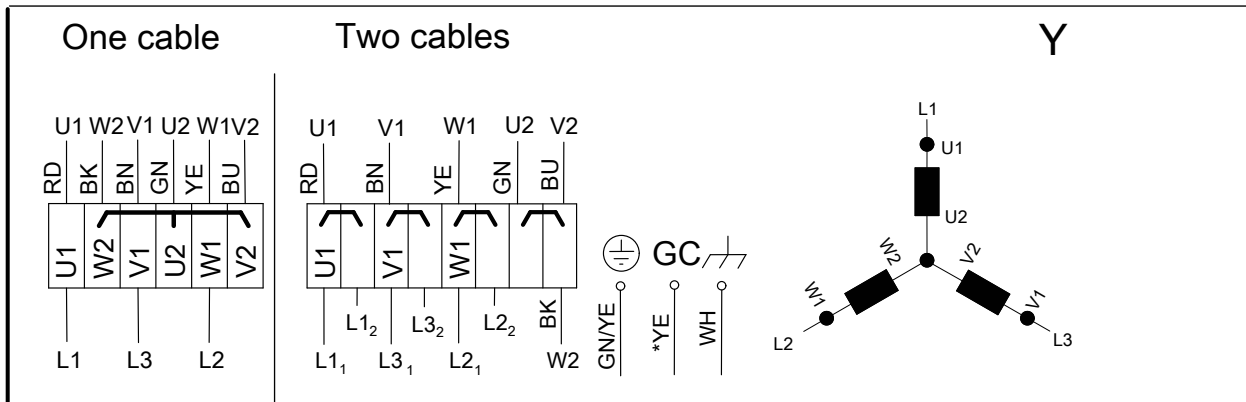 One cable Two cables Y
U1 W2 V1 U2 W1 V2 U1 V1 W1 U2 V2 L1
RD BK BN GN YE BU RD BN YE GN BU U1
U1 W2 V1 U2 W1 V2 U1 V1 W1 U2
W2 V2
GC W1 V1
L1₂ L3₂ L2₂ BK GN/YE *YE WH L2 L3
L1 L3 L2 L1₁ L3₁ L2₁ W2